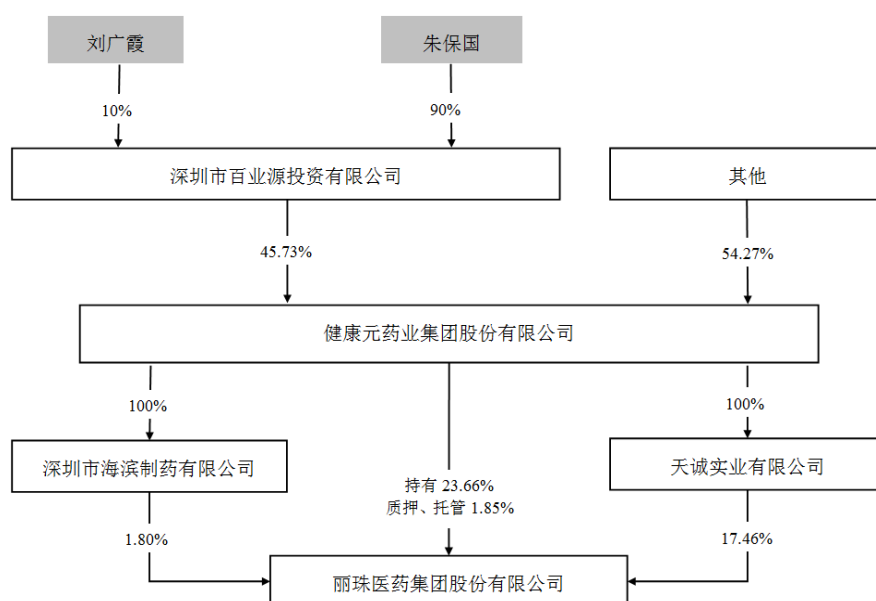 刘广霞
朱保国
10%
90%
深圳市百业源投资有限公司
其他
45.73%
54.27%
健康元药业集团股份有限公司
100%
100%
深圳市海滨制药有限公司
天诚实业有限公司
持有 23.66%
质押、托管 1.85%
1.80%
17.46%
丽珠医药集团股份有限公司